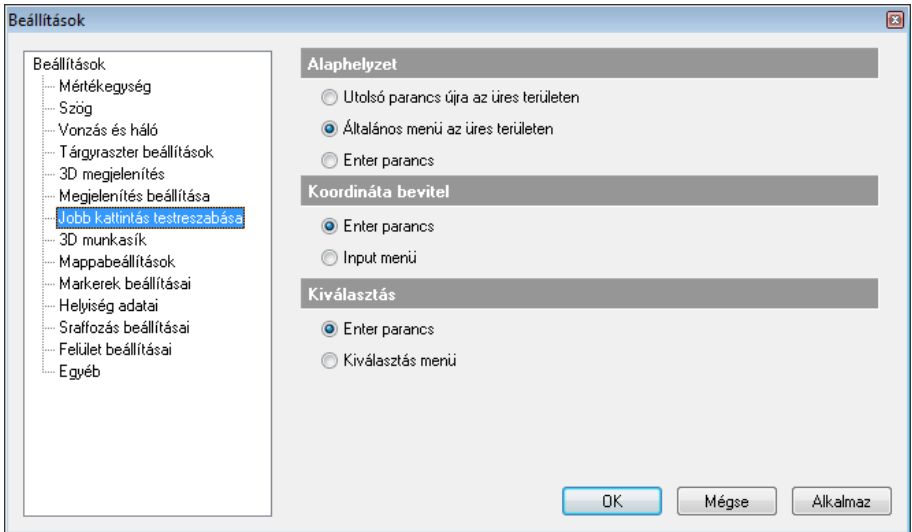 Beállítások
Beállítások
Mértékegység
Szög
Vonzás és háló
Tárgyraszter beállítások
3D megjelenítés
Megjelenítés beállítása
Jobb kattintás testreszabása
3D munkasík
Mappabeállítások
Markerek beállításai
Helyiség adatai
Sraffozás beállításai
Felület beállításai
Egyéb
Alaphelyzet
Utolsó parancs újra az üres területen
Általános menü az üres területen
Enter parancs
Koordináta bevitel
Enter parancs
Input menü
Kiválasztás
Enter parancs
Kiválasztás menü
OK
Mégse
Alkalmaz